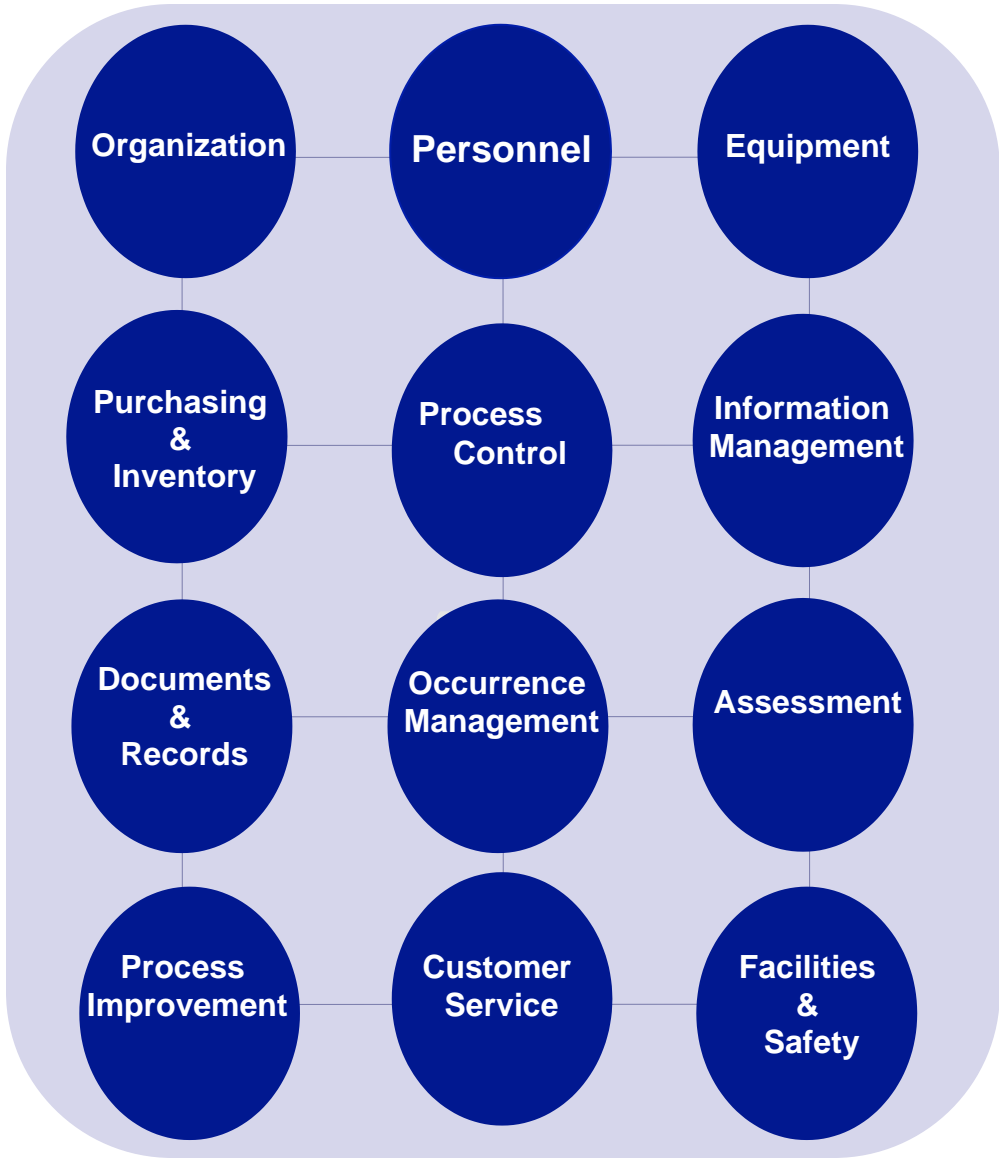 Organization
Personnel
Equipment
Purchasing
&
Inventory
Process
Control
Information
Management
Documents
&
Records
Occurrence
Management
Assessment
Process
Improvement
Customer
Service
Facilities
&
Safety